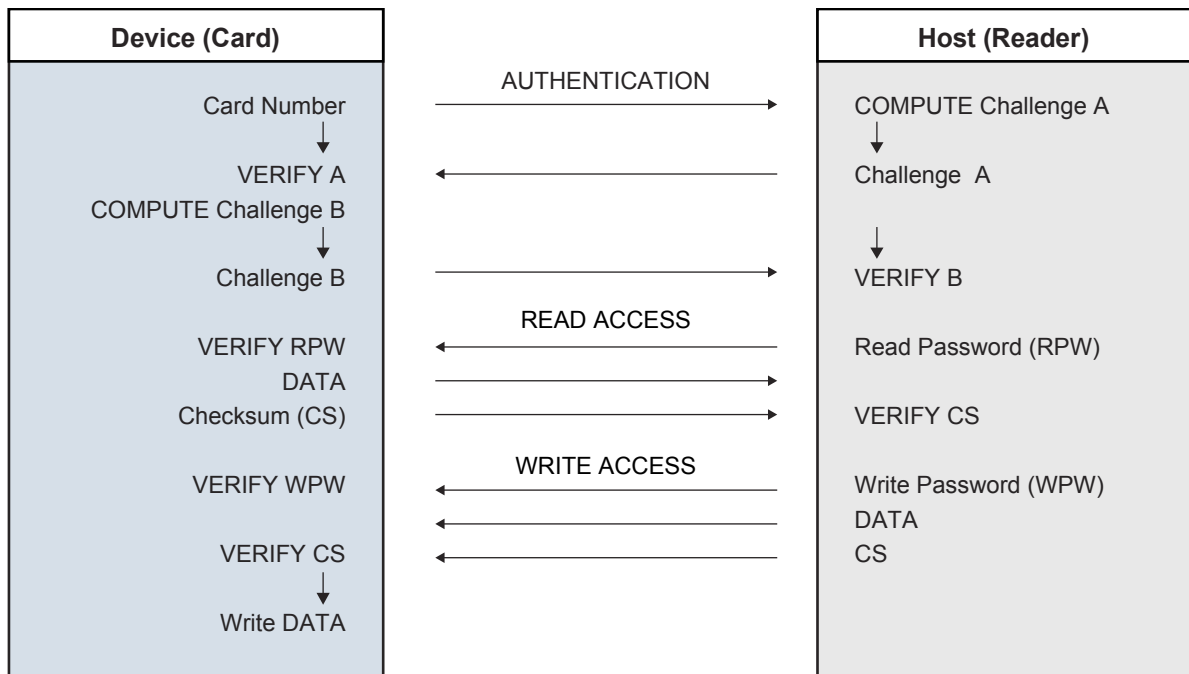 Device (Card)
Host (Reader)
AUTHENTICATION
Card Number
COMPUTE Challenge A
VERIFY A
Challenge A
COMPUTE Challenge B
Challenge B
VERIFY B
READ ACCESS
VERIFY RPW
Read Password (RPW)
DATA
Checksum (CS)
VERIFY CS
WRITE ACCESS
VERIFY WPW
Write Password (WPW)
DATA
VERIFY CS
CS
Write DATA